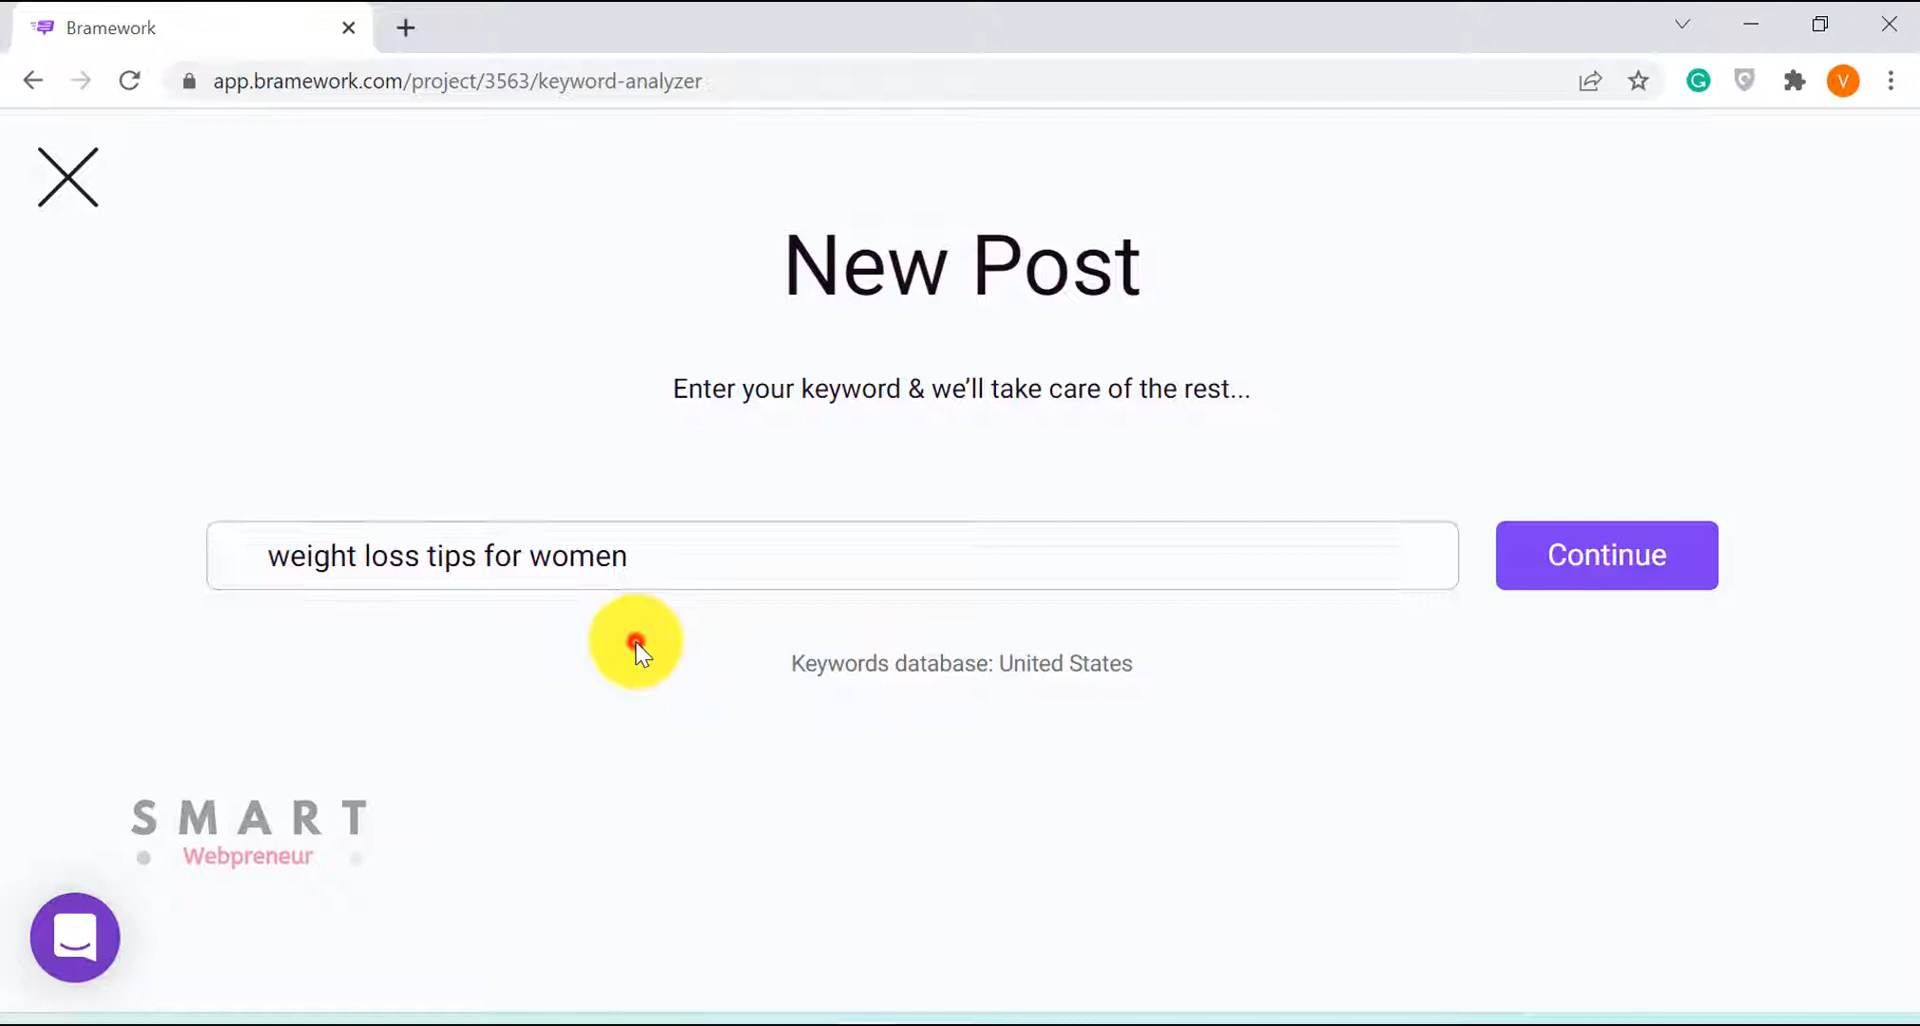 Bramework
app.bramework.com/project/3563/keyword-analyzer
V
New Post
Enter your keyword & we'll take care of the rest...
weight loss tips for women
Continue
Keywords database: United States
SMART
Webpreneur